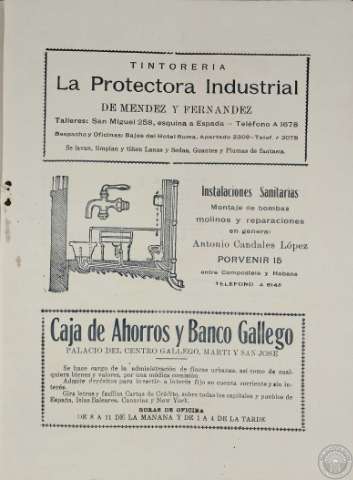 TINTORERIA
La Protectora Industrial
DE MENDEZ Y FERNANDEZ
Talleres: San Miguel 258, esquina a Espada - Teléfono A 1678
Despacho y Oficinas: Bajos del Hotel Roma, Apartado 2309 - Telef. 3078
Se lavan, limpian y tiñen Lanas y Sedas, Guantes y Plumas de fantasía.
Instalaciones Sanitarias
Montaje de bombas
molinos y reparaciones
en general
Antonio Candales López
PORVENIR 15
entre Compostela y Habana
TELEFONO A 6143
Caja de Ahorros y Banco Gallego
PALACIO DEL CENTRO GALLEGO, MARTI Y SAN JOSE
Se hace cargo de la administración de fincas urbanas, así como de cual-
quiera bienes y valores, por una módica comisión.
Admite depósitos para invertir a interés fijo en cuenta corriente y sin in-
terés.
Gira letras y facilita Cartas de Crédito, sobre todas las capitales y pueblos de
España, Islas Baleares, Canarias y New York.
HORAS DE OFICINA
DE 8 A 11 DE LA MAÑANA Y DE 1 A 4 DE LA TARDE